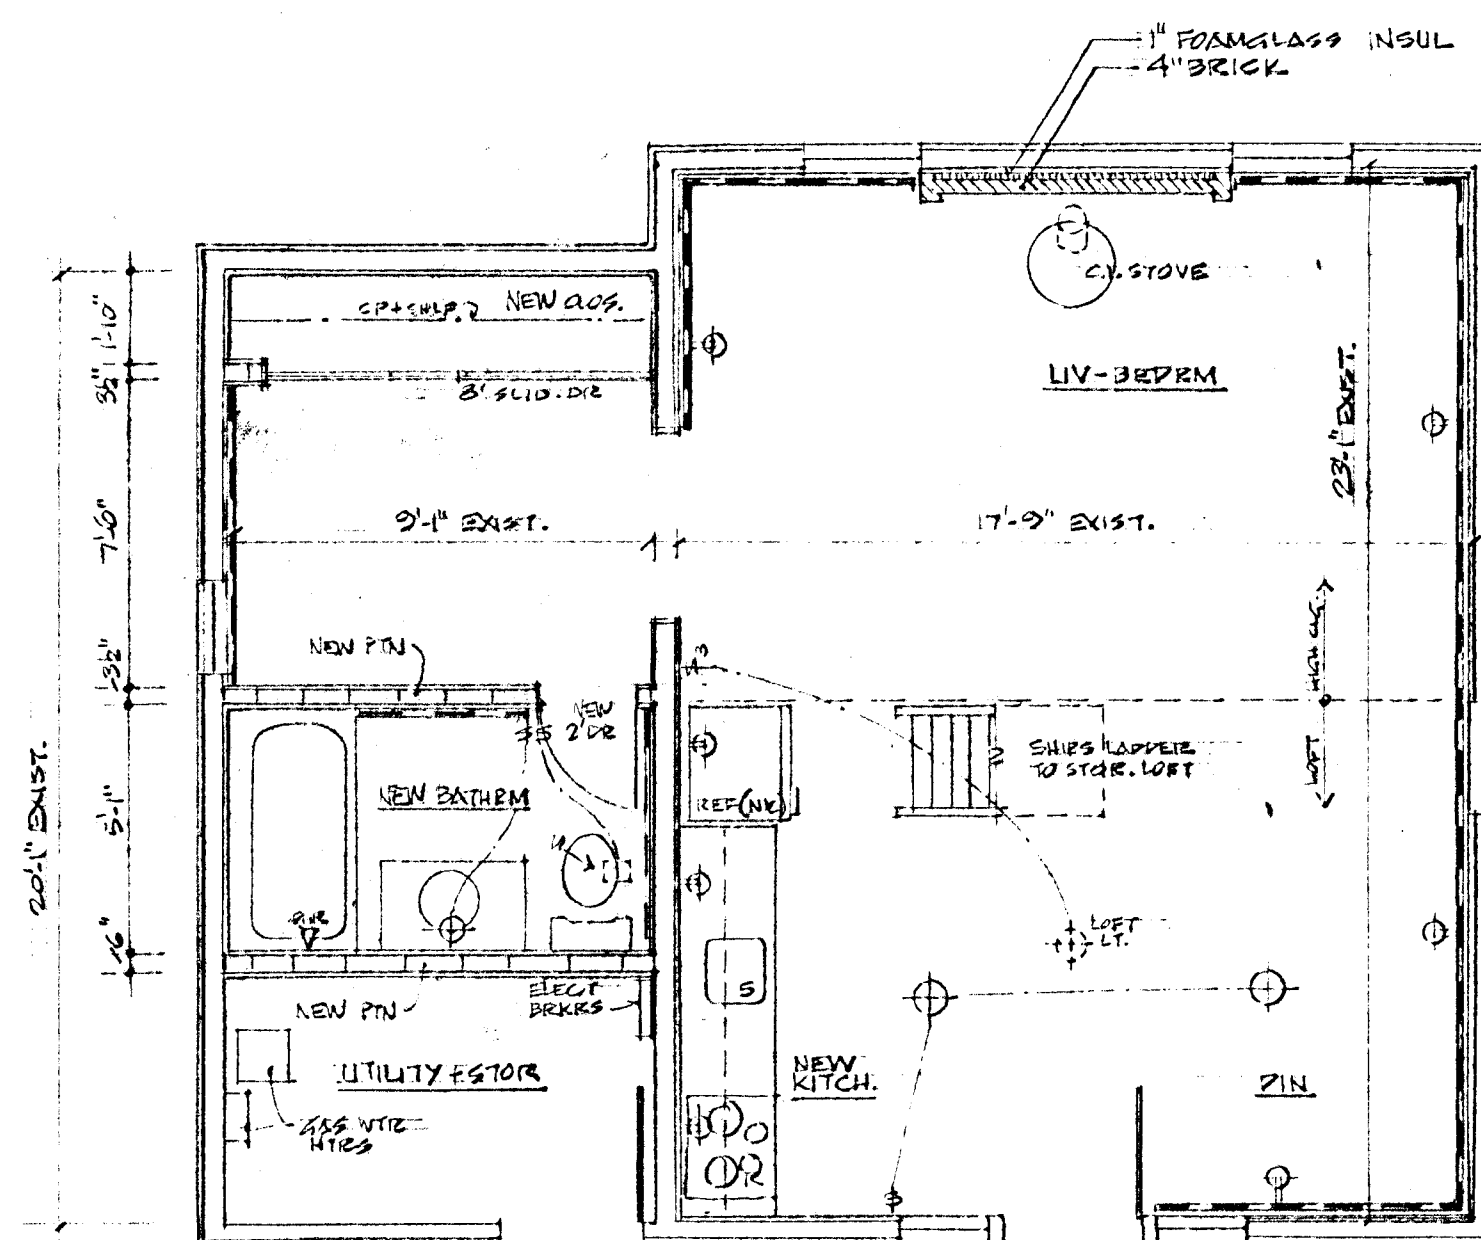 1" FOAMGLASS INSUL
4" BRICK
NEW CLOS.
C.I. STOVE
1'-10"
3½"
8' SLID. DR
LIV-BEDRM
23'-1" EXIST.
9'-1" EXIST.
17'-9" EXIST.
7'-6"
NEW PTN
3½"
HIGH CLG.
LOFT
NEW
2' DR
SHIPS LADDER
TO STOR. LOFT
NEW BATHRM
REF (NK)
5'-1"
20'-1" EXIST.
LOFT
LT.
S
ELECT
BRKRS
NEW PTN
UTILITY & STOR
NEW
KITCH.
DIN.
GAS WTR
HTRS
R